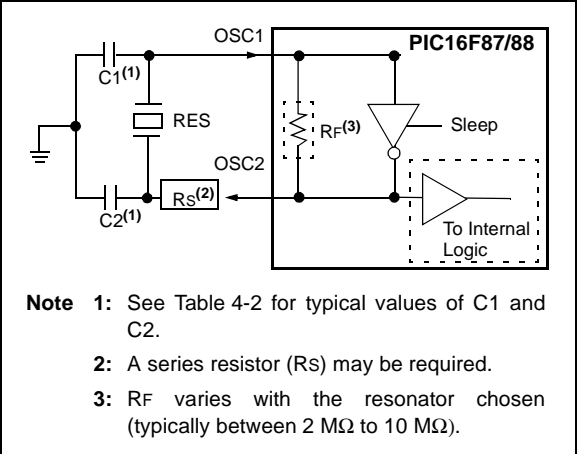 OSC1
PIC16F87/88
C1(1)
RES
RF(3)
Sleep
OSC2
RS(2)
C2(1)
To Internal
Logic
Note 1: See Table 4-2 for typical values of C1 and
C2.
2: A series resistor (RS) may be required.
3: RF varies with the resonator chosen
(typically between 2 MΩ to 10 MΩ).